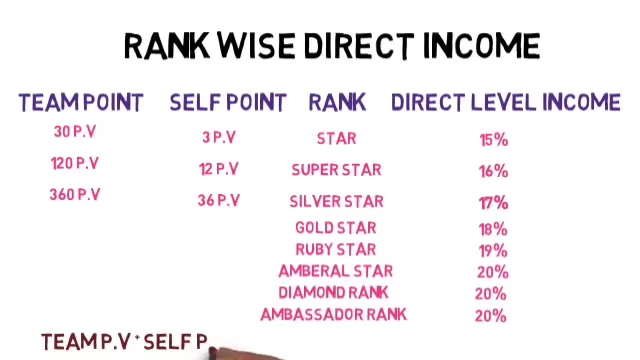 RANK WISE DIRECT INCOME
TEAM POINT SELF POINT RANK DIRECT LEVEL INCOME
30 P.V 3 P.V STAR 15%
120 P.V 12 P.V SUPER STAR 16%
360 P.V 36 P.V SILVER STAR 17%
GOLD STAR 18%
RUBY STAR 19%
AMBERAL STAR 20%
DIAMOND RANK 20%
AMBASSADOR RANK 20%
TEAM P.V + SELF P